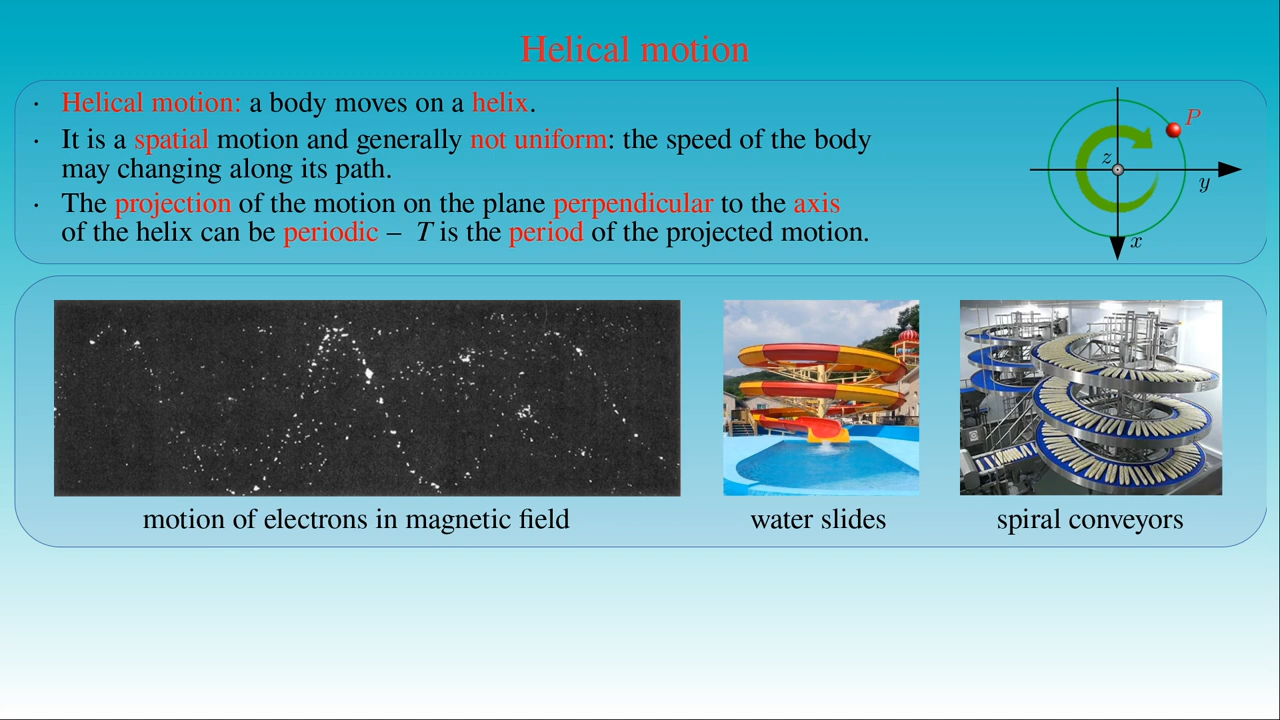 Helical motion
· Helical motion: a body moves on a helix.
· It is a spatial motion and generally not uniform: the speed of the body
may changing along its path.
· The projection of the motion on the plane perpendicular to the axis
of the helix can be periodic – T is the period of the projected motion.
P
z
y
x
motion of electrons in magnetic field
water slides
spiral conveyors